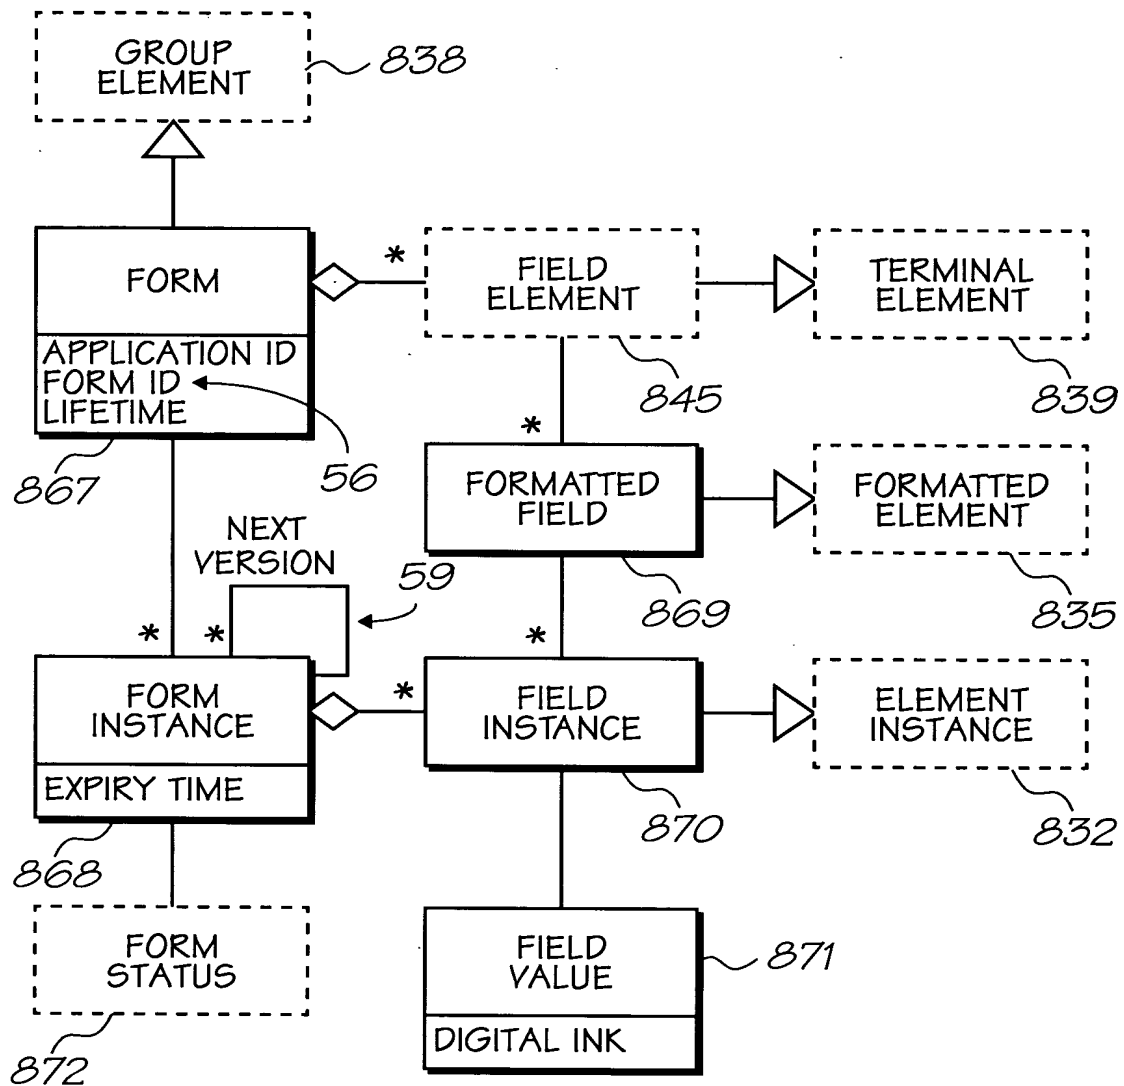 GROUP
ELEMENT
838
FORM
APPLICATION ID
FORM ID
LIFETIME
56
867
*
FIELD
ELEMENT
845
TERMINAL
ELEMENT
839
*
FORMATTED
FIELD
869
FORMATTED
ELEMENT
835
NEXT
VERSION
59
*
*
FORM
INSTANCE
EXPIRY TIME
868
*
*
FIELD
INSTANCE
870
ELEMENT
INSTANCE
832
FORM
STATUS
872
FIELD
VALUE
DIGITAL INK
871